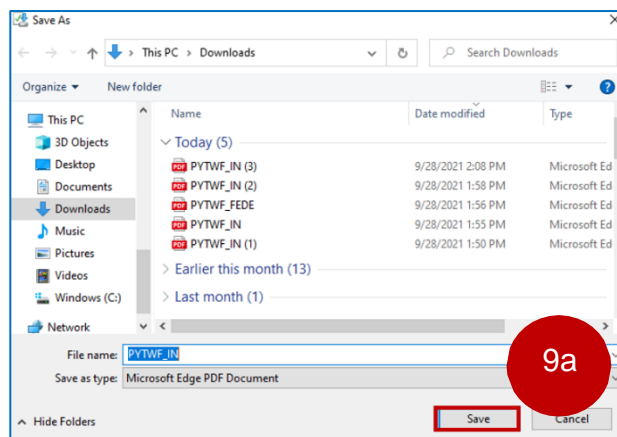 Save As
This PC > Downloads
Search Downloads
Organize
New folder
Name Date modified Type
This PC
3D Objects
Desktop
Documents
Downloads
Music
Pictures
Videos
Windows (C:)
Network
Today (5)
PYTWF_IN (3) 9/28/2021 2:08 PM Microsoft Ed
PYTWF_IN (2) 9/28/2021 1:58 PM Microsoft Ed
PYTWF_FEDE 9/28/2021 1:56 PM Microsoft Ed
PYTWF_IN 9/28/2021 1:55 PM Microsoft Ed
PYTWF_IN (1) 9/28/2021 1:50 PM Microsoft Ed
Earlier this month (13)
Last month (1)
File name: PYTWF_IN
Save as type: Microsoft Edge PDF Document
9a
Hide Folders
Save
Cancel